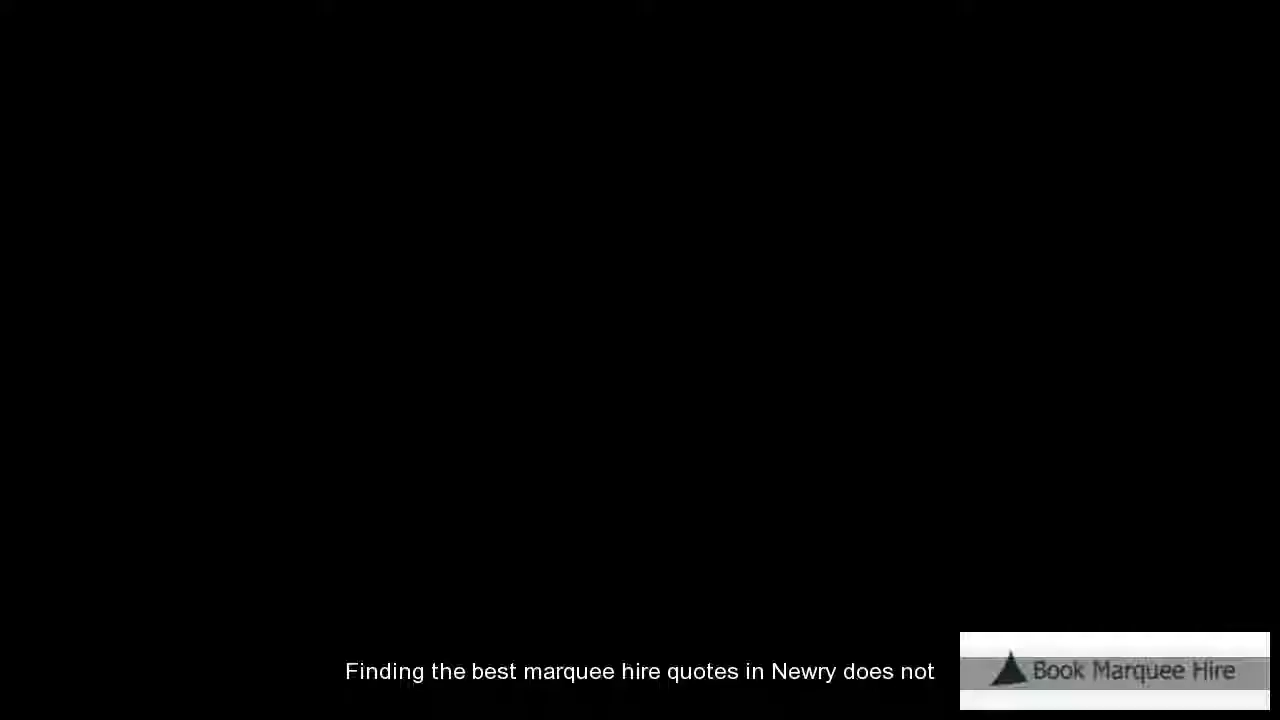 Finding the best marquee hire quotes in Newry does not
Book Marquee Hire